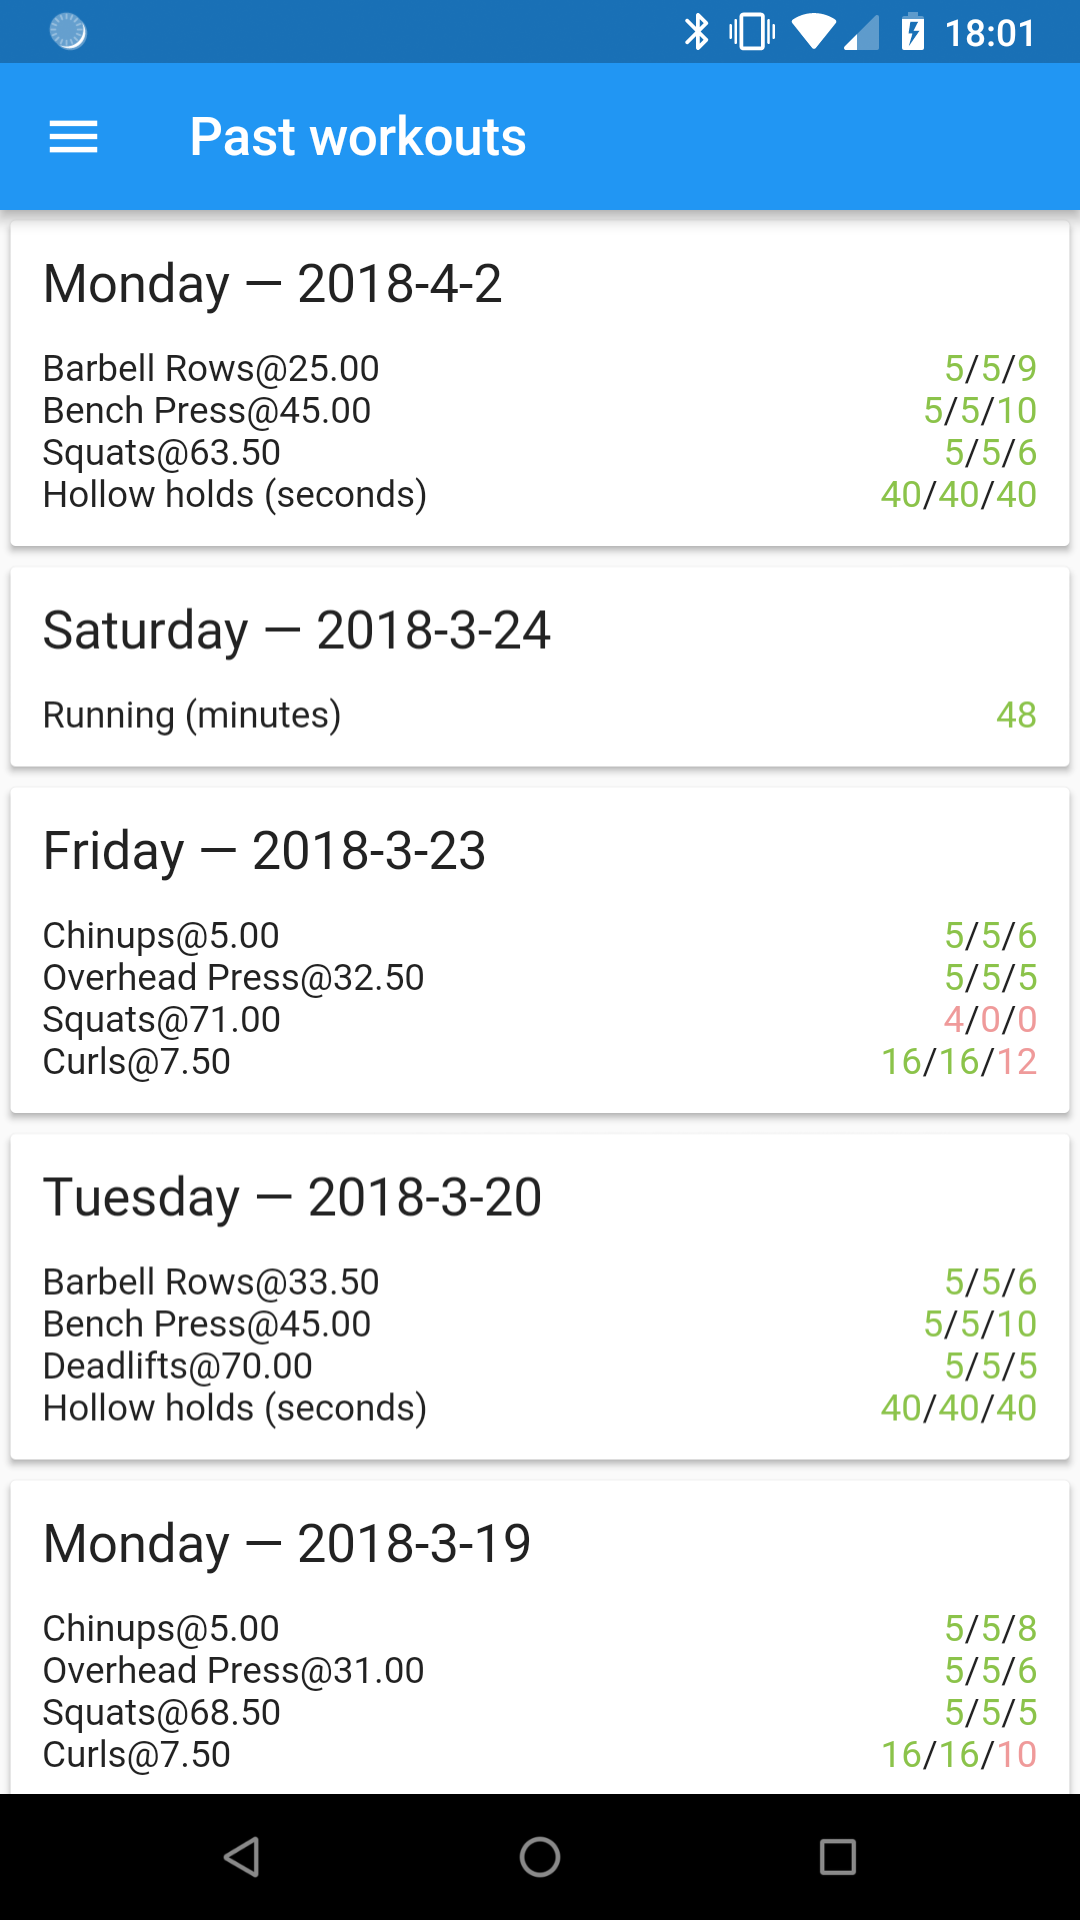 18:01
Past workouts
Monday — 2018-4-2
Barbell Rows@25.00 5/5/9
Bench Press@45.00 5/5/10
Squats@63.50 5/5/6
Hollow holds (seconds) 40/40/40
Saturday — 2018-3-24
Running (minutes) 48
Friday — 2018-3-23
Chinups@5.00 5/5/6
Overhead Press@32.50 5/5/5
Squats@71.00 4/0/0
Curls@7.50 16/16/12
Tuesday — 2018-3-20
Barbell Rows@33.50 5/5/6
Bench Press@45.00 5/5/10
Deadlifts@70.00 5/5/5
Hollow holds (seconds) 40/40/40
Monday — 2018-3-19
Chinups@5.00 5/5/8
Overhead Press@31.00 5/5/6
Squats@68.50 5/5/5
Curls@7.50 16/16/10